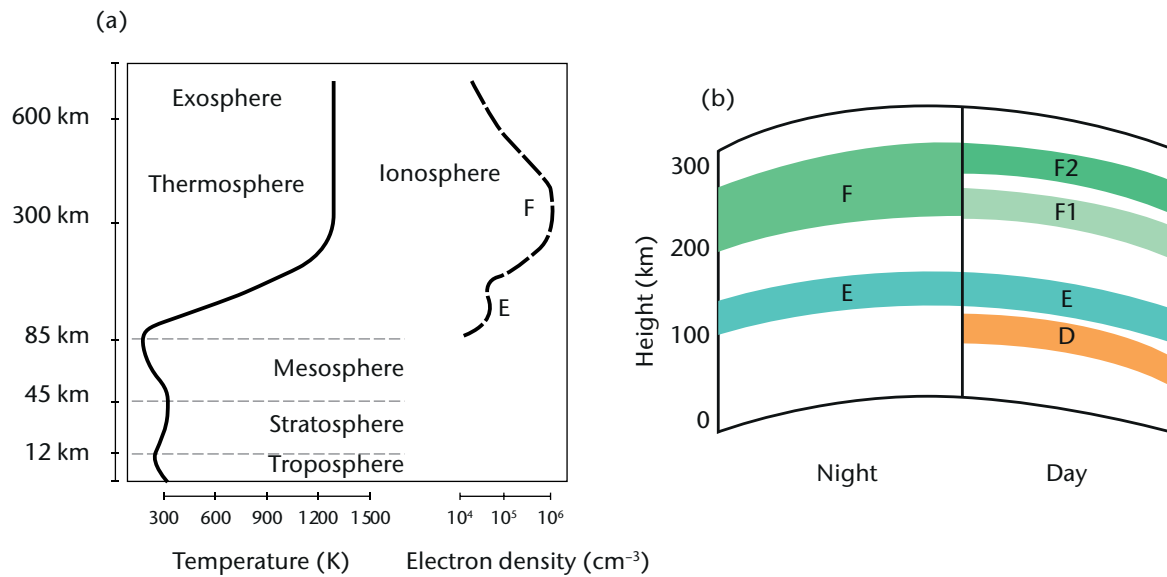 (a)
600 km
300 km
85 km
45 km
12 km
Exosphere
Thermosphere
Ionosphere
F
E
Mesosphere
Stratosphere
Troposphere
300 600 900 1200 1500
10⁴ 10⁵ 10⁶
Temperature (K)
Electron density (cm⁻³)
(b)
Height (km)
300
200
100
0
F
E
F2
F1
E
D
Night
Day